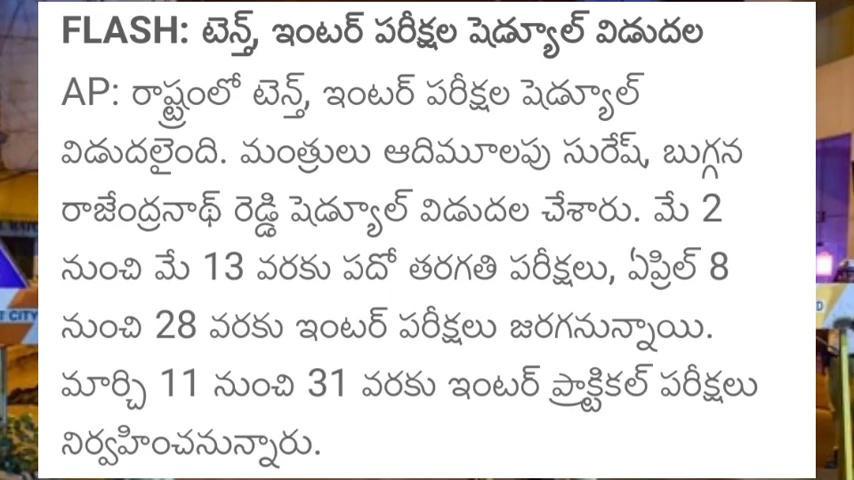 FLASH: టెన్త్, ఇంటర్ పరీక్షల షెడ్యూల్ విడుదల
AP: రాష్ట్రంలో టెన్త్, ఇంటర్ పరీక్షల షెడ్యూల్
విడుదలైంది. మంత్రులు ఆదిమూలపు సురేష్, బుగ్గన
రాజేంద్రనాథ్ రెడ్డి షెడ్యూల్ విడుదల చేశారు. మే 2
నుంచి మే 13 వరకు పదో తరగతి పరీక్షలు, ఏప్రిల్ 8
నుంచి 28 వరకు ఇంటర్ పరీక్షలు జరగనున్నాయి.
మార్చి 11 నుంచి 31 వరకు ఇంటర్ ప్రాక్టికల్ పరీక్షలు
నిర్వహించనున్నారు.
CITY